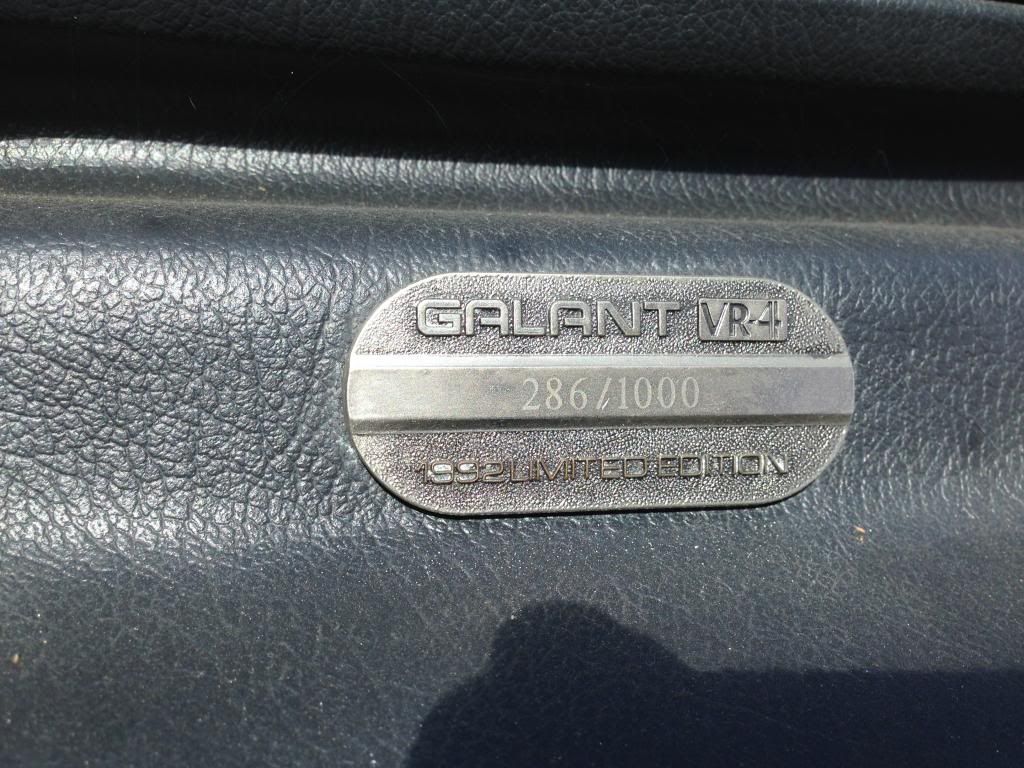 GALANT VR-4
286/1000
1992 LIMITED EDITION